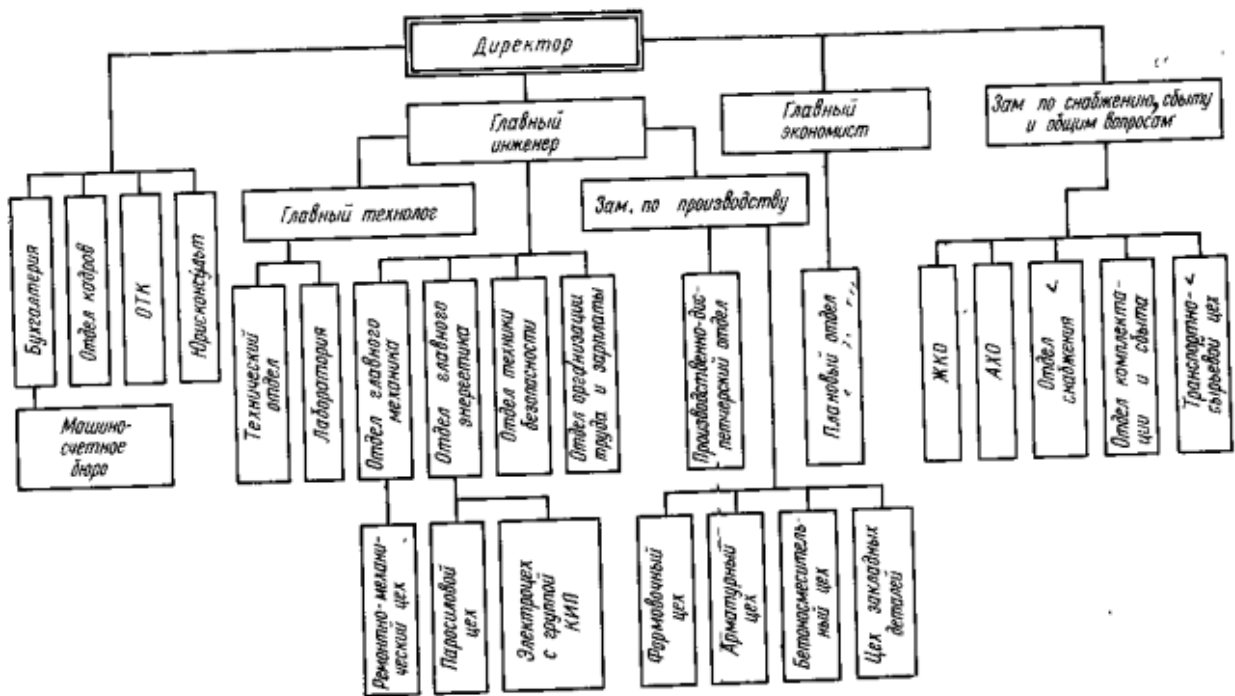 Директор
Главный
инженер
Главный
экономист
Зам по снабжению, сбыту
и общим вопросам
Главный технолог
Зам. по производству
Бухгалтерия
Отдел кадров
ОТК
Юрисконсульт
Машино-
счетное
бюро
Технический
отдел
Лаборатория
Отдел главного
механика
Отдел главного
энергетика
Отдел техники
безопасности
Отдел организации
труда и зарплаты
Производственно-дис-
петчерский отдел
Плановый отдел
ЖКО
АХО
Отдел
снабжения
Отдел комплекта-
ции и сбыта
Транспортно-
сырьевой цех
Ремонтно-механи-
ческий цех
Паросиловой
цех
Электроцех
с группой
КИП
Формовочный
цех
Арматурный
цех
Бетоносмеситель-
ный цех
Цех закладных
деталей